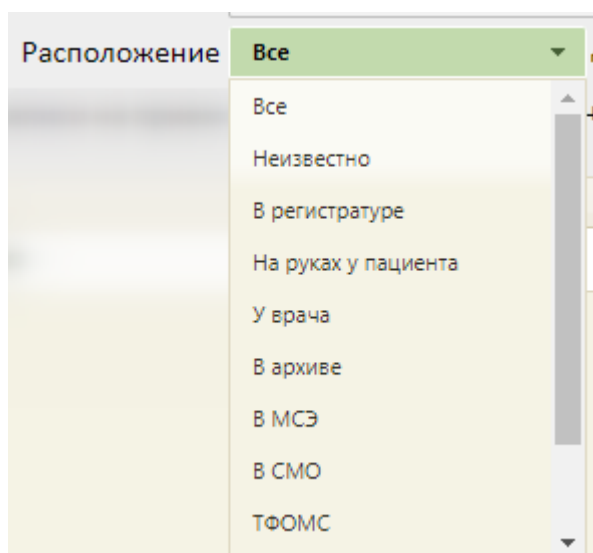 Расположение Все
Все
Неизвестно
В регистратуре
На руках у пациента
У врача
В архиве
В МСЭ
В СМО
ТФОМС